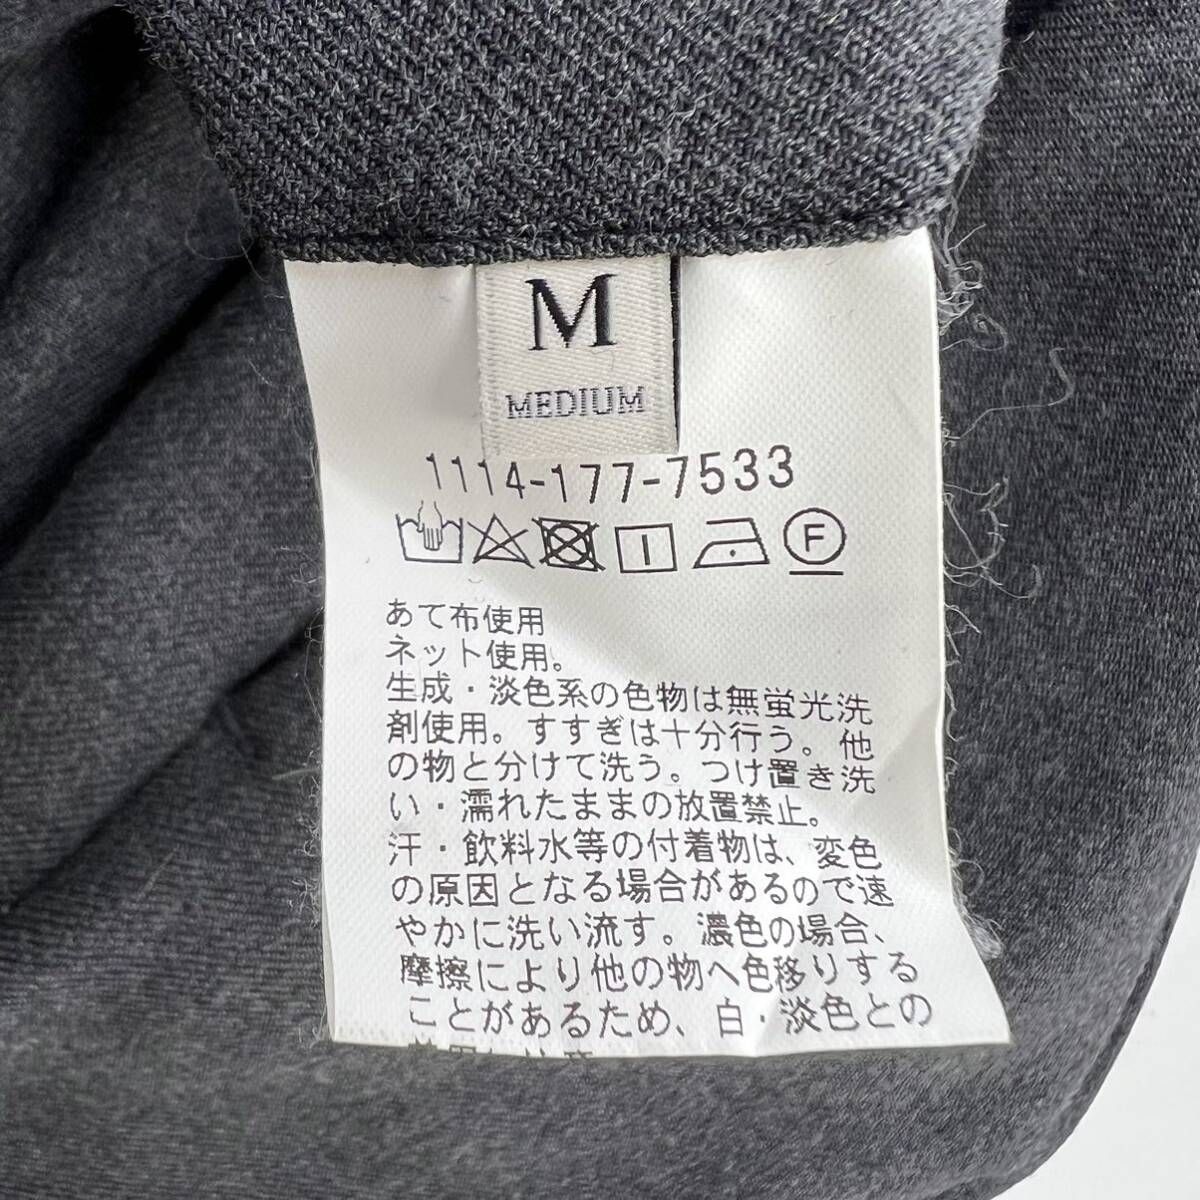 M
MEDIUM
1114-177-7533
F
あて布使用
ネット使用。
生成・淡色系の色物は無蛍光洗
剤使用。すすぎは十分行う。他
の物と分けて洗う。つけ置き洗
い・濡れたままの放置禁止。
汗・飲料水等の付着物は、変色
の原因となる場合があるので速
やかに洗い流す。濃色の場合、
摩擦により他の物へ色移りする
ことがあるため、白・淡色との